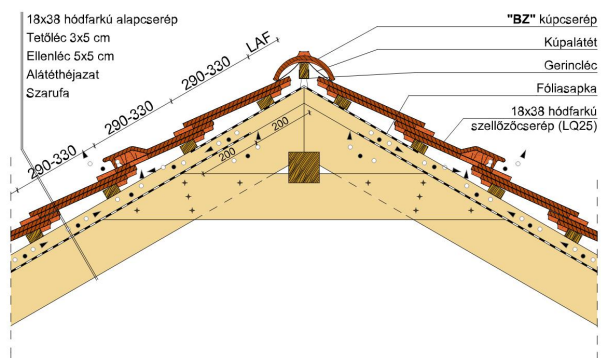 18x38 hódfarkú alapcserép
Tetőléc 3x5 cm
Ellenléc 5x5 cm
Alátéthéjazat
Szarufa
"BZ" kúpcserép
Kúpalátét
Gerincléc
Fóliasapka
18x38 hódfarkú
szellőzőcserép (LQ25)
LAF
290-330
290-330
290-330
200
200